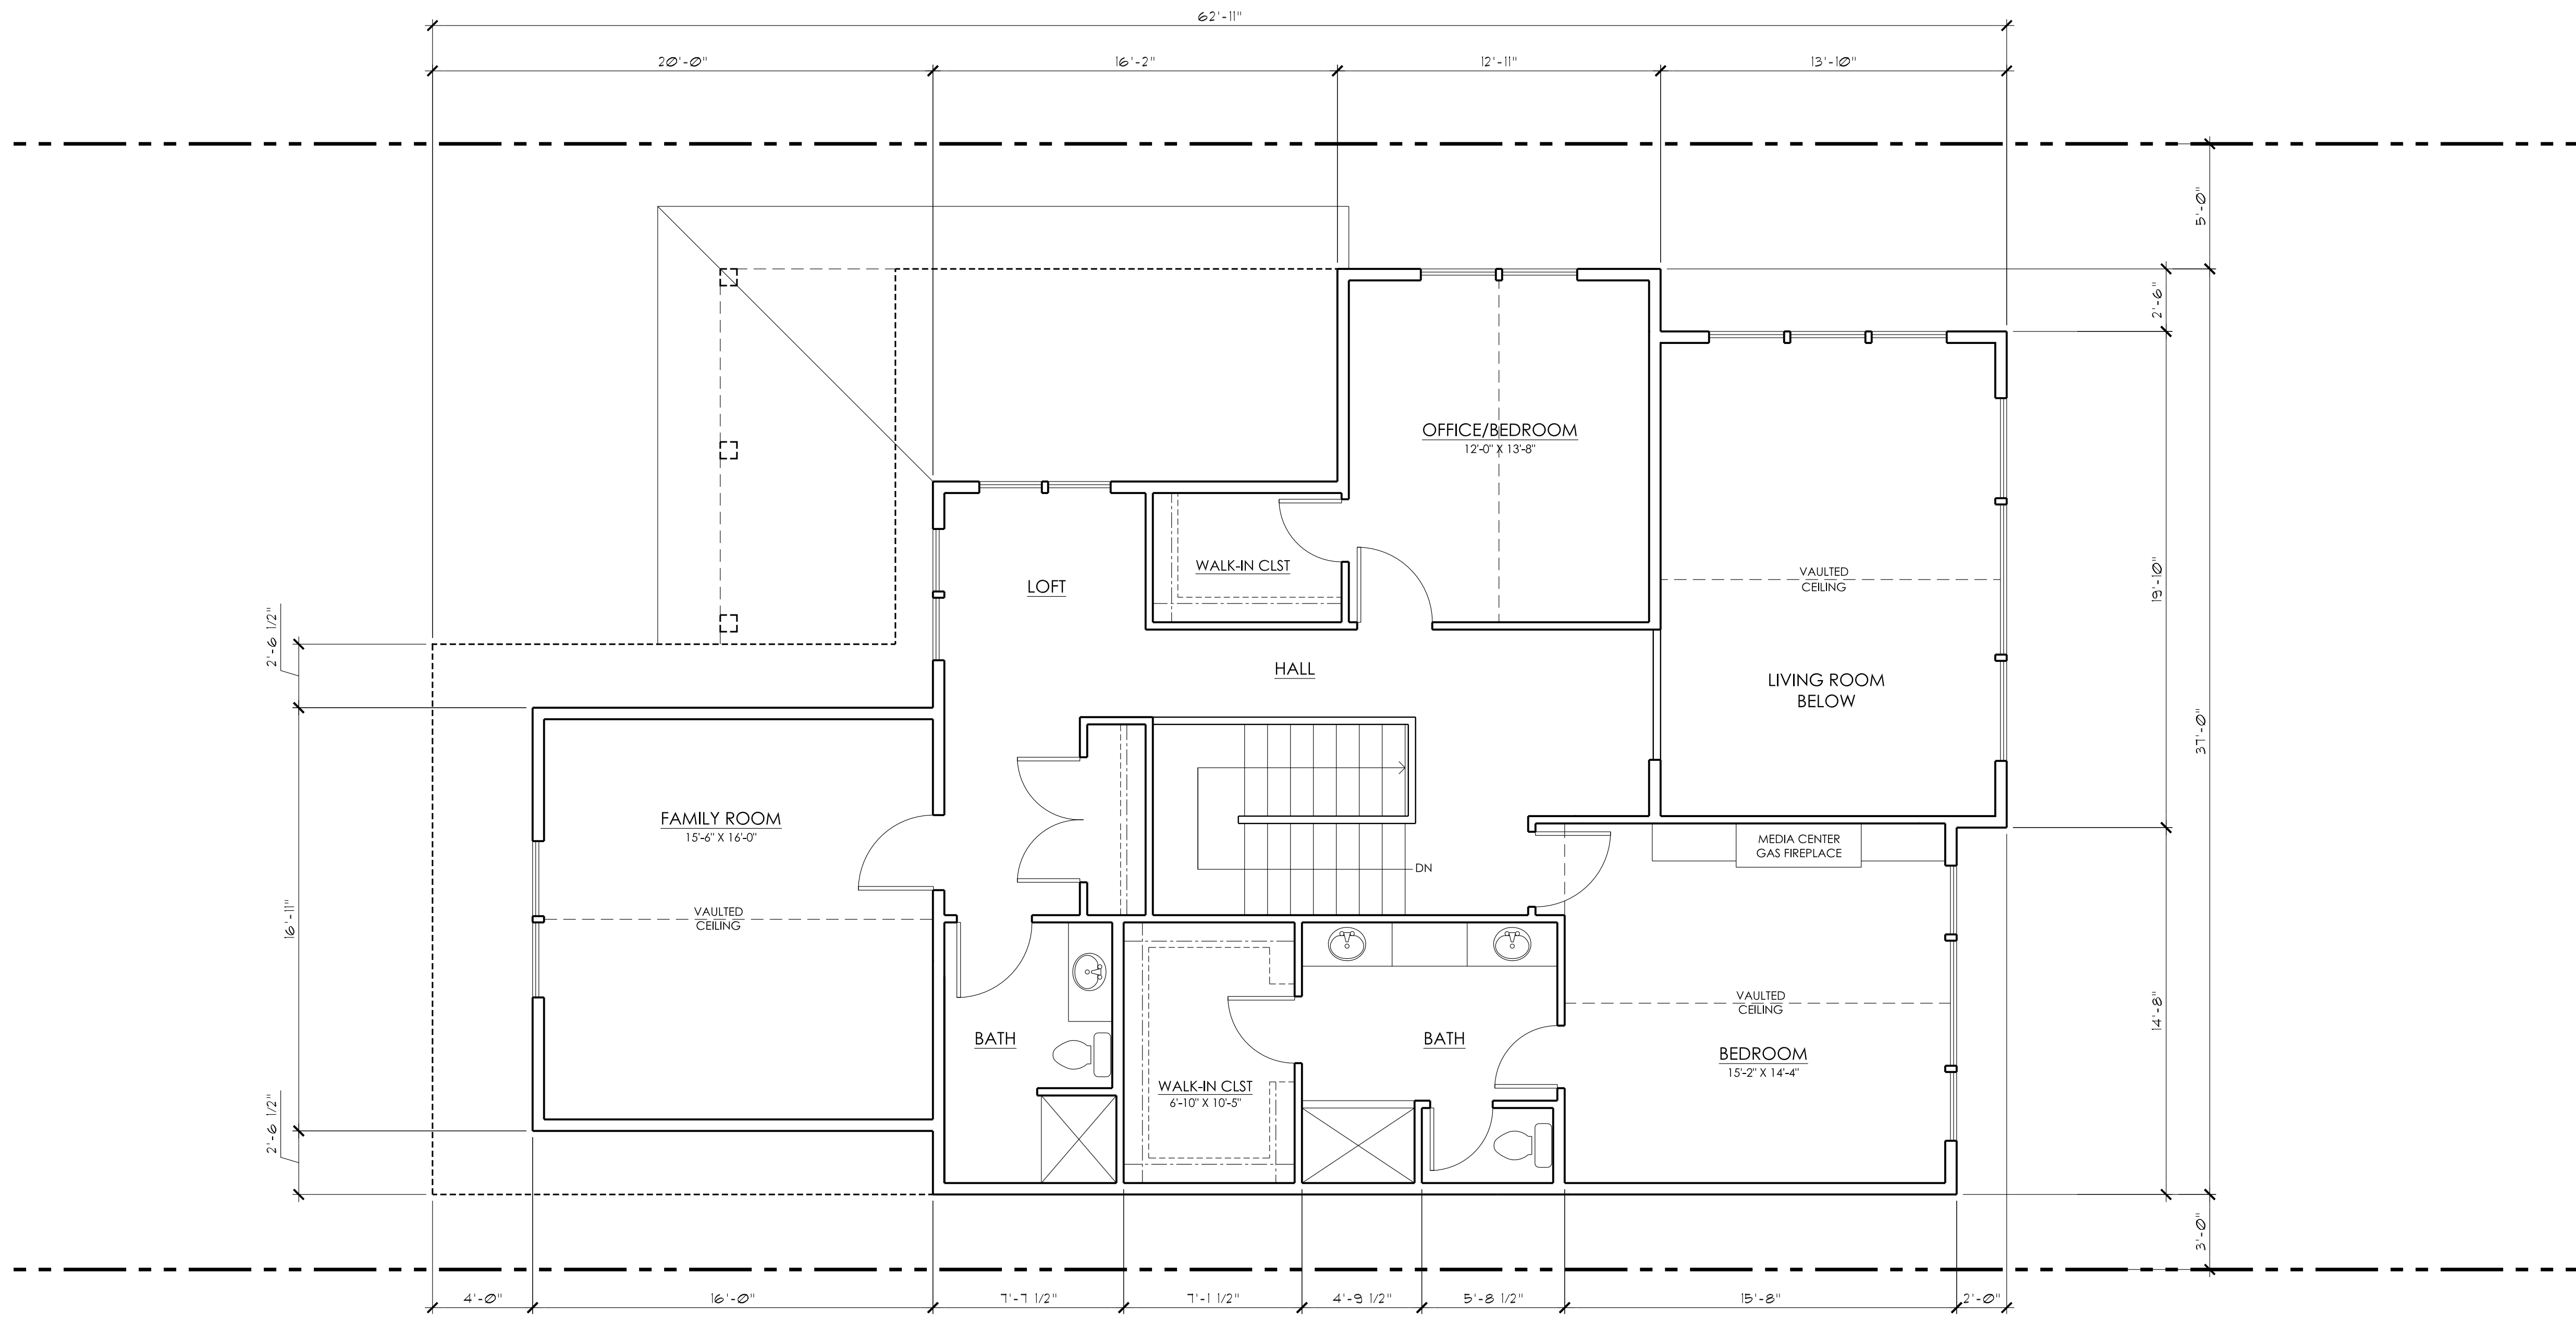 62'-11"
20'-0"
16'-2"
12'-11"
13'-10"
5'-0"
2'-6"
OFFICE/BEDROOM
12'-0" X 13'-8"
WALK-IN CLST
LOFT
VAULTED
CEILING
19'-10"
2'-6 1/2"
HALL
LIVING ROOM
BELOW
37'-0"
FAMILY ROOM
15'-6" X 16'-0"
MEDIA CENTER
GAS FIREPLACE
DN
VAULTED
CEILING
16'-11"
VAULTED
CEILING
14'-8"
BATH
BATH
BEDROOM
15'-2" X 14'-4"
WALK-IN CLST
6'-10" X 10'-5"
2'-6 1/2"
3'-0"
4'-0"
16'-0"
7'-7 1/2"
7'-1 1/2"
4'-9 1/2"
5'-8 1/2"
15'-8"
2'-0"